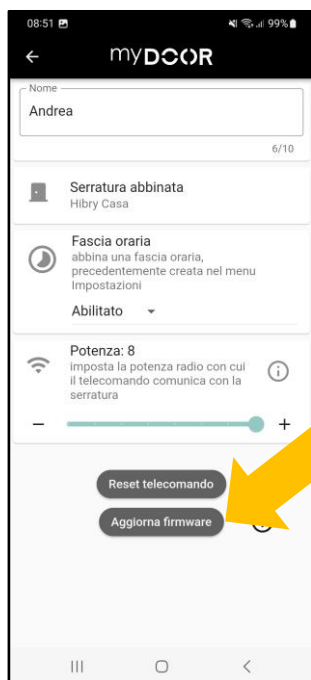 08:51 99%
myDOOR
Nome
Andrea
6/10
Serratura abbinata
Hibry Casa
Fascia oraria
abbina una fascia oraria,
precedentemente creata nel menu
Impostazioni
Abilitato
Potenza: 8
imposta la potenza radio con cui
il telecomando comunica con la
serratura
− +
Reset telecomando
Aggiorna firmware